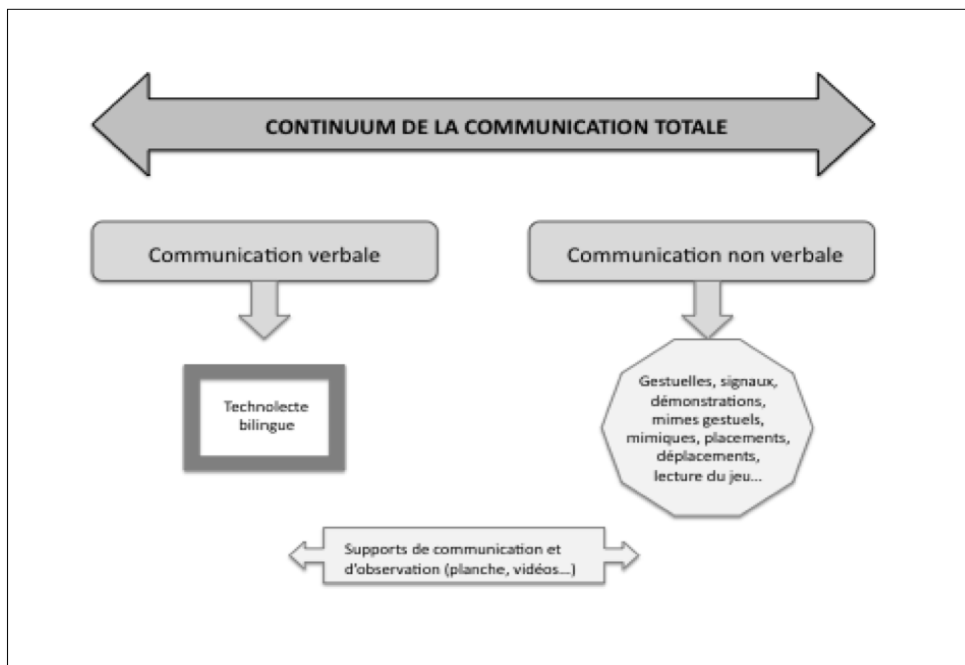 CONTINUUM DE LA COMMUNICATION TOTALE
Communication verbale
Communication non verbale
Technolecte
bilingue
Gestuelles, signaux,
démonstrations,
mimes gestuels,
mimiques, placements,
déplacements,
lecture du jeu...
Supports de communication et
d'observation (planche, vidéos...)